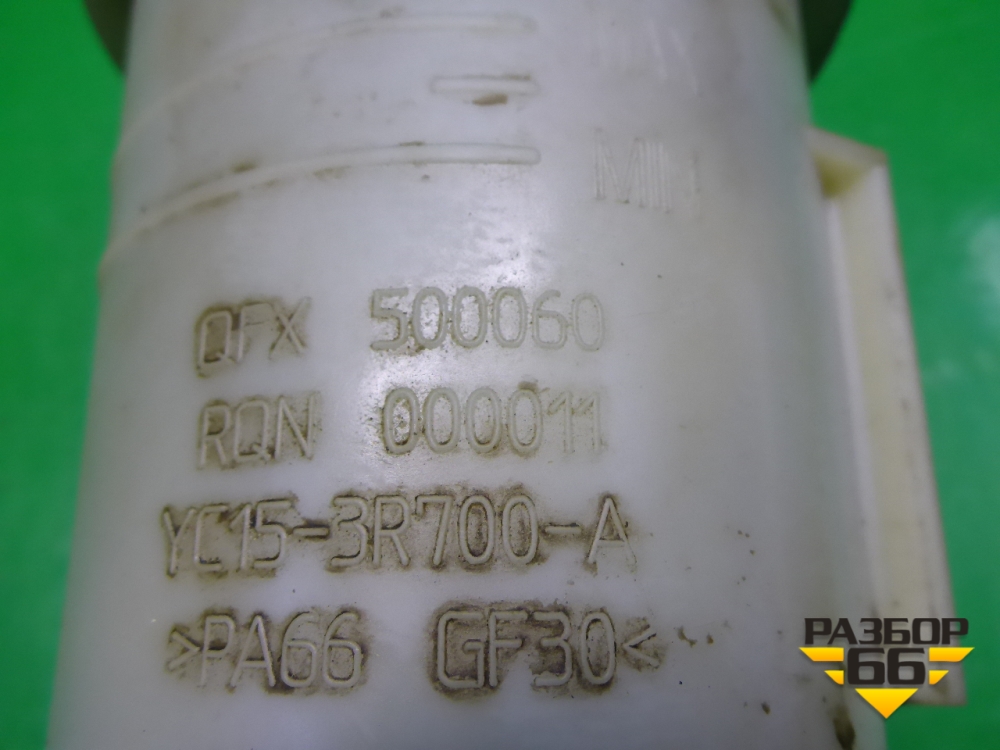 MIN
QFX 500060
RQN 000011
YC15-3R700-A
>PA66 GF30<
РАЗБОР
66